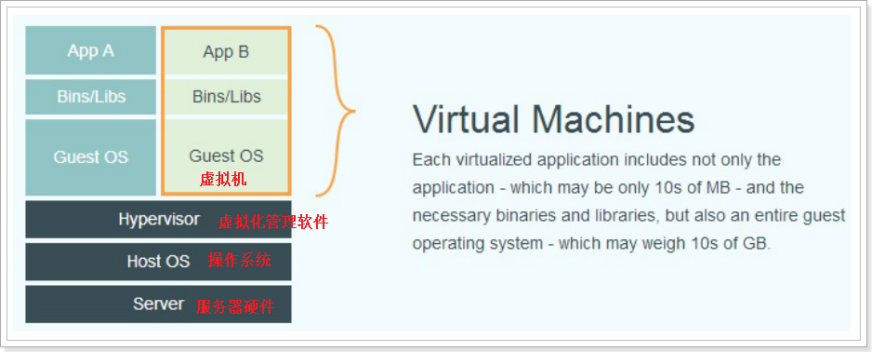 App A
App B
Bins/Libs
Bins/Libs
Guest OS
Guest OS
虚拟机
Hypervisor 虚拟化管理软件
Host OS 操作系统
Server 服务器硬件
Virtual Machines
Each virtualized application includes not only the
application - which may be only 10s of MB - and the
necessary binaries and libraries, but also an entire guest
operating system - which may weigh 10s of GB.